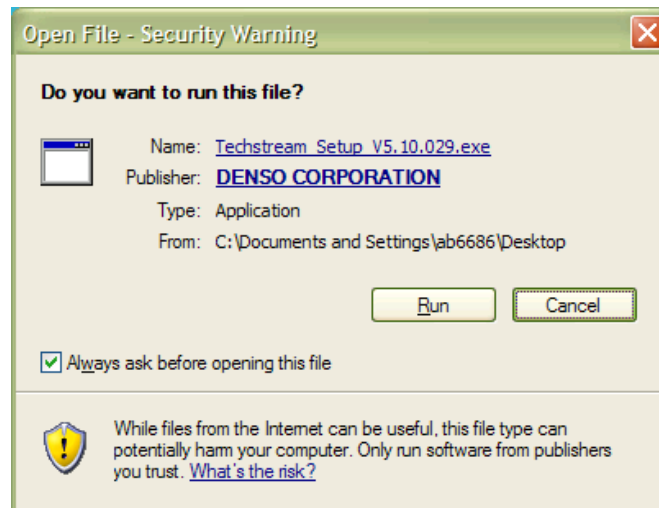 Open File - Security Warning
Do you want to run this file?
Name: Techstream Setup V5.10.029.exe
Publisher: DENSO CORPORATION
Type: Application
From: C:\Documents and Settings\ab6686\Desktop
Run Cancel
Always ask before opening this file
While files from the Internet can be useful, this file type can
potentially harm your computer. Only run software from publishers
you trust. What's the risk?